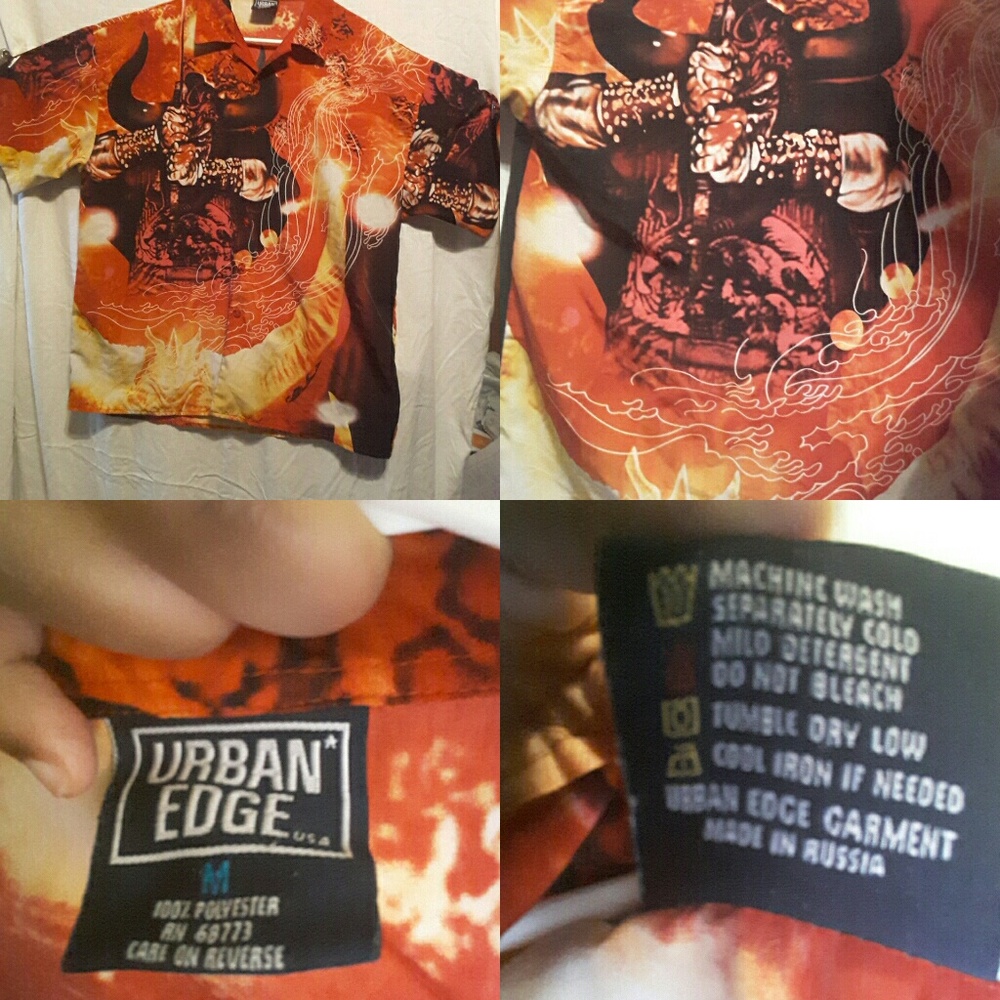 URBAN*
EDGE USA
M
100% POLYESTER
RN 68773
CARE ON REVERSE
MACHINE WASH
SEPARATELY COLD
MILD DETERGENT
DO NOT BLEACH
TUMBLE DRY LOW
COOL IRON IF NEEDED
URBAN EDGE GARMENT
MADE IN RUSSIA